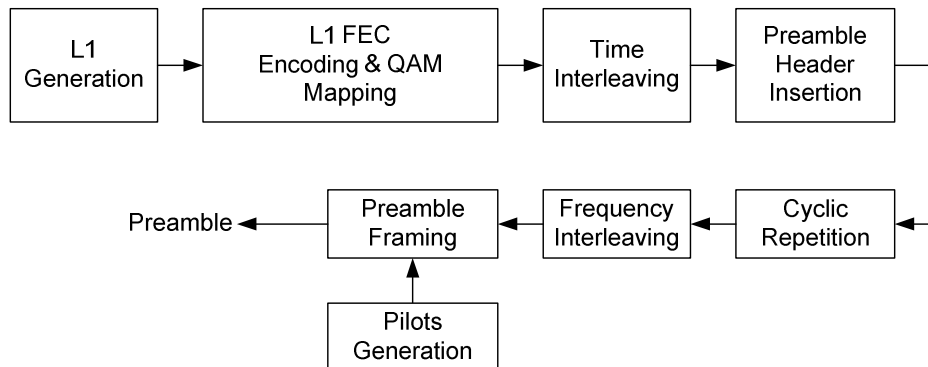 L1
Generation
L1 FEC
Encoding & QAM
Mapping
Time
Interleaving
Preamble
Header
Insertion
Preamble
Preamble
Framing
Frequency
Interleaving
Cyclic
Repetition
Pilots
Generation